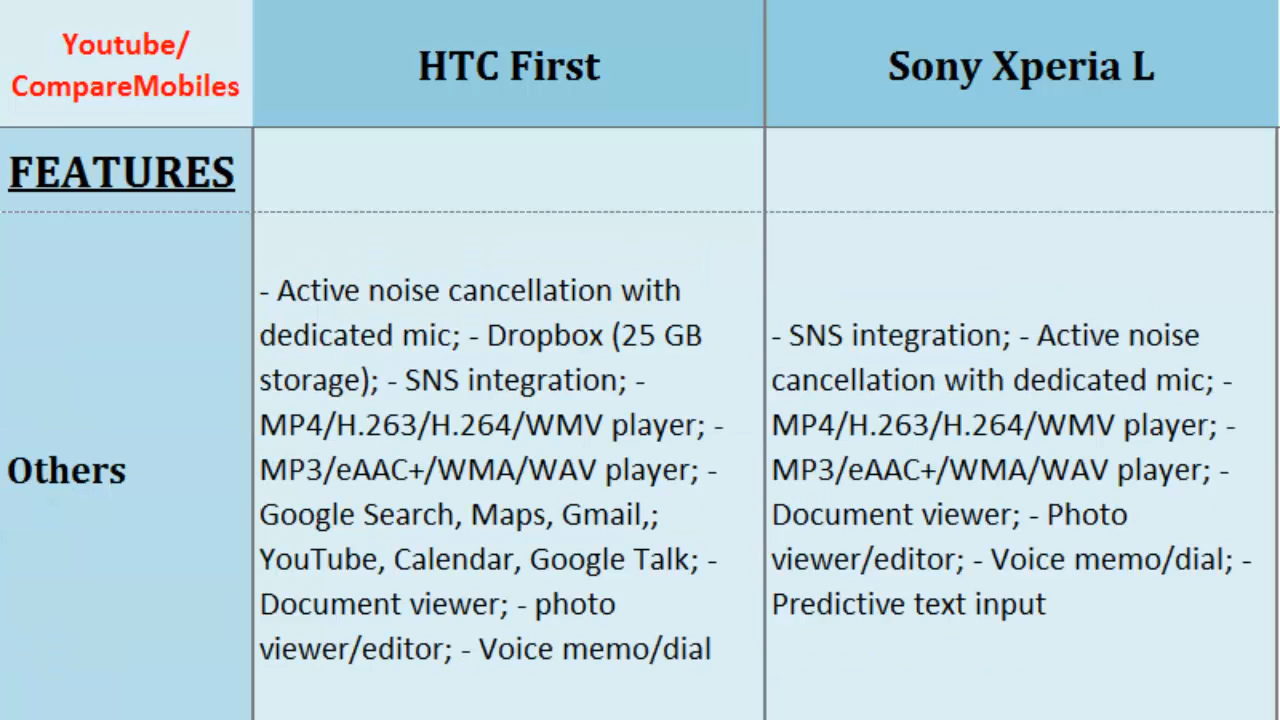 Youtube/
CompareMobiles
HTC First
Sony Xperia L
FEATURES
Others
- Active noise cancellation with
dedicated mic; - Dropbox (25 GB
storage); - SNS integration; -
MP4/H.263/H.264/WMV player; -
MP3/eAAC+/WMA/WAV player; -
Google Search, Maps, Gmail,;
YouTube, Calendar, Google Talk; -
Document viewer; - photo
viewer/editor; - Voice memo/dial
- SNS integration; - Active noise
cancellation with dedicated mic; -
MP4/H.263/H.264/WMV player; -
MP3/eAAC+/WMA/WAV player; -
Document viewer; - Photo
viewer/editor; - Voice memo/dial; -
Predictive text input